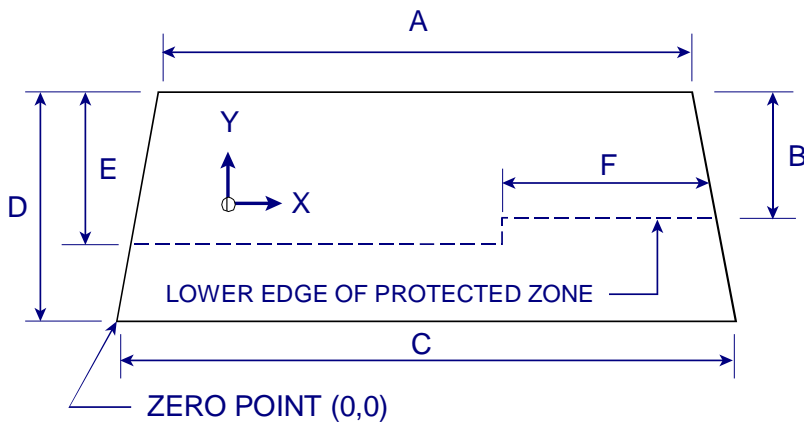 A
Y
E
F
B
X
D
LOWER EDGE OF PROTECTED ZONE
C
ZERO POINT (0,0)